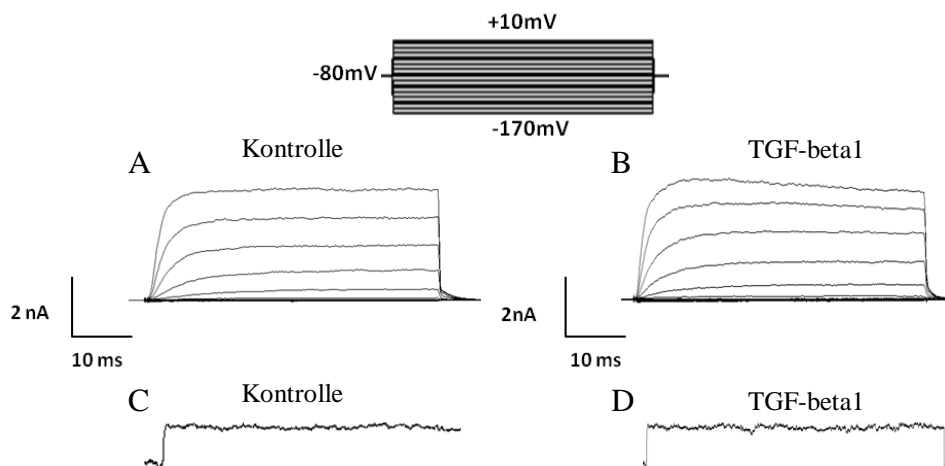 +10mV
-80mV
-170mV
A Kontrolle
B TGF-beta1
2 nA
10 ms
2nA
10 ms
C Kontrolle
D TGF-beta1